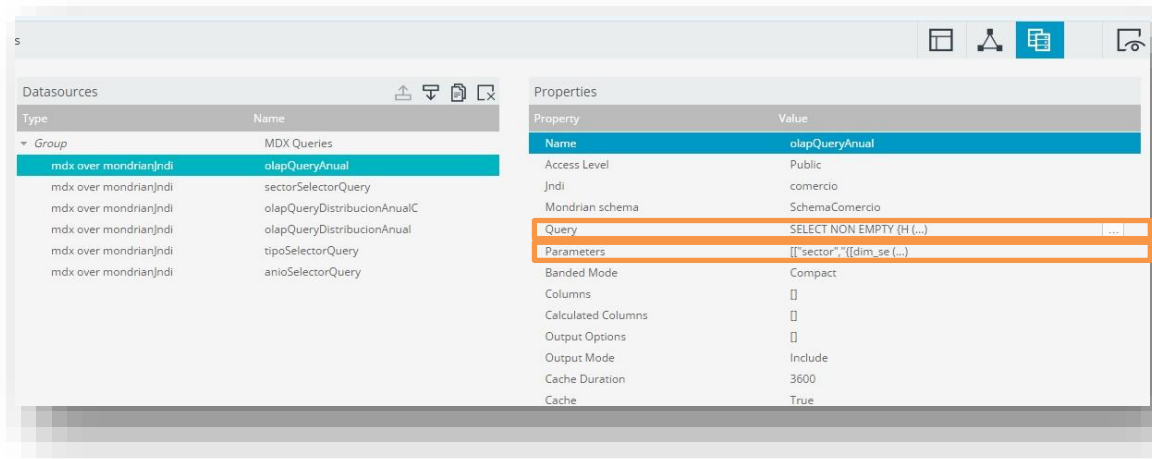 s
Datasources
Type Name
Group MDX Queries
mdx over mondrianJndi olapQueryAnual
mdx over mondrianJndi sectorSelectorQuery
mdx over mondrianJndi olapQueryDistribucionAnualC
mdx over mondrianJndi olapQueryDistribucionAnual
mdx over mondrianJndi tipoSelectorQuery
mdx over mondrianJndi anioSelectorQuery
Properties
Property Value
Name olapQueryAnual
Access Level Public
Jndi comercio
Mondrian schema SchemaComercio
Query SELECT NON EMPTY {H (...) ...
Parameters [["sector","{[dim_se (...)
Banded Mode Compact
Columns []
Calculated Columns []
Output Options []
Output Mode Include
Cache Duration 3600
Cache True